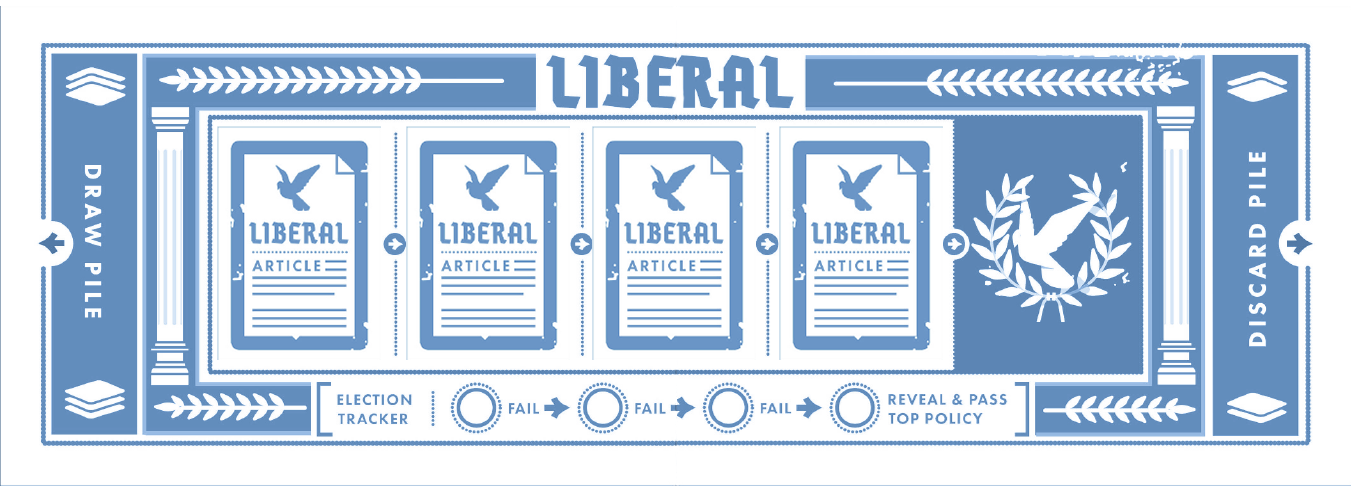 LIBERAL
DRAW PILE
LIBERAL
ARTICLE
LIBERAL
ARTICLE
LIBERAL
ARTICLE
LIBERAL
ARTICLE
DISCARD PILE
ELECTION
TRACKER
FAIL
FAIL
FAIL
REVEAL & PASS
TOP POLICY